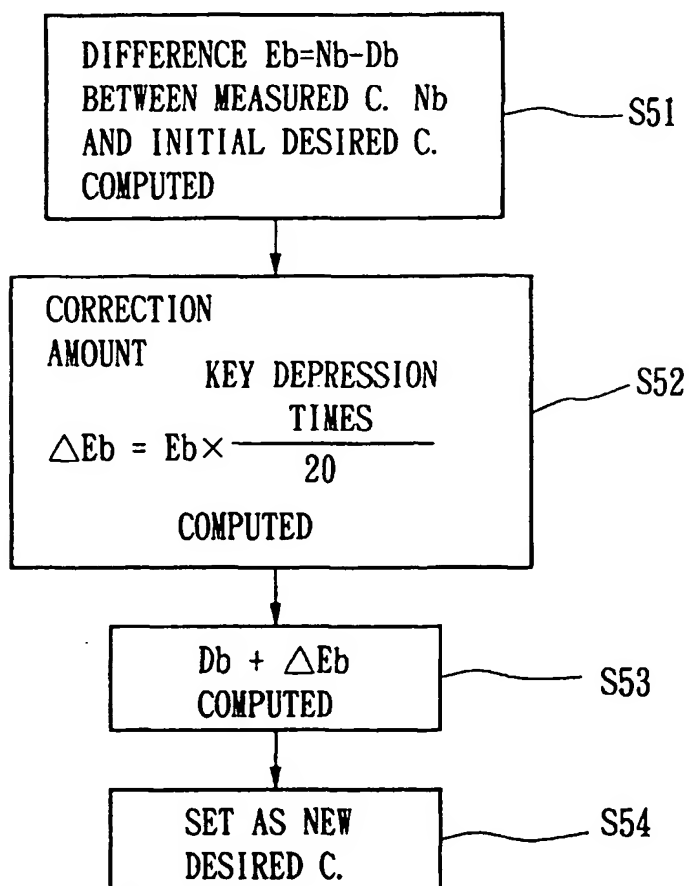 DIFFERENCE Eb=Nb-Db
BETWEEN MEASURED C. Nb
AND INITIAL DESIRED C.
COMPUTED
S51
CORRECTION
AMOUNT
KEY DEPRESSION
TIMES
△Eb = Eb×
20
COMPUTED
S52
Db + △Eb
COMPUTED
S53
SET AS NEW
DESIRED C.
S54